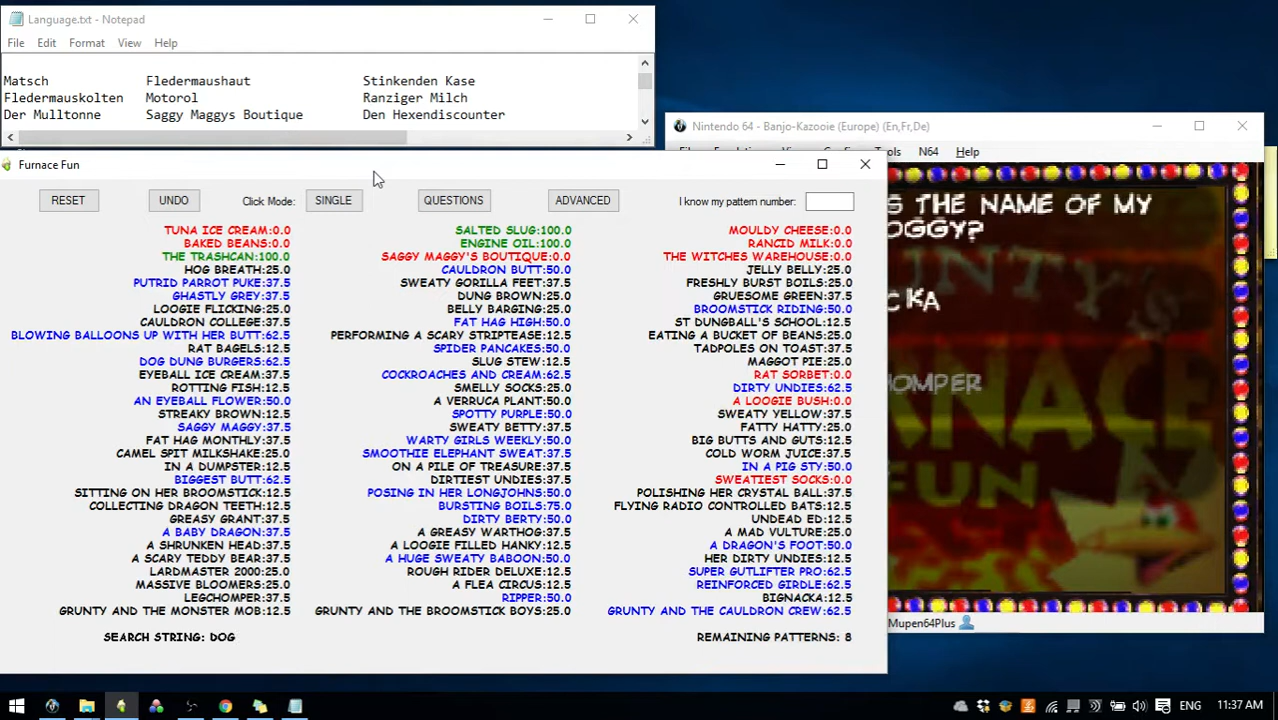 Language.txt - Notepad
File Edit Format View Help
Matsch Fledermaushaut Stinkenden Kase
Fledermauskolten Motorol Ranziger Milch
Der Mulltonne Saggy Maggys Boutique Den Hexendiscounter
Nintendo 64 - Banjo-Kazooie (Europe) (En,Fr,De)
N64 Help
Furnace Fun
RESET UNDO Click Mode: SINGLE QUESTIONS ADVANCED I know my pattern number:
TUNA ICE CREAM:0.0 SALTED SLUG:100.0 MOULDY CHEESE:0.0
BAKED BEANS:0.0 ENGINE OIL:100.0 RANCID MILK:0.0
THE TRASHCAN:100.0 SAGGY MAGGY'S BOUTIQUE:0.0 THE WITCHES WAREHOUSE:0.0
HOG BREATH:25.0 CAULDRON BUTT:50.0 JELLY BELLY:25.0
PUTRID PARROT PUKE:37.5 SWEATY GORILLA FEET:37.5 FRESHLY BURST BOILS:25.0
GHASTLY GREY:37.5 DUNG BROWN:25.0 GRUESOME GREEN:37.5
LOOGIE FLICKING:25.0 BELLY BARGING:25.0 BROOMSTICK RIDING:50.0
CAULDRON COLLEGE:37.5 FAT HAG HIGH:50.0 ST DUNGBALL'S SCHOOL:12.5
BLOWING BALLOONS UP WITH HER BUTT:62.5 PERFORMING A SCARY STRIPTEASE:12.5 EATING A BUCKET OF BEANS:25.0
RAT BAGELS:12.5 SPIDER PANCAKES:50.0 TADPOLES ON TOAST:37.5
DOG DUNG BURGERS:62.5 SLUG STEW:12.5 MAGGOT PIE:25.0
EYEBALL ICE CREAM:37.5 COCKROACHES AND CREAM:62.5 RAT SORBET:0.0
ROTTING FISH:12.5 SMELLY SOCKS:25.0 DIRTY UNDIES:62.5
AN EYEBALL FLOWER:50.0 A VERRUCA PLANT:50.0 A LOOGIE BUSH:0.0
STREAKY BROWN:12.5 SPOTTY PURPLE:50.0 SWEATY YELLOW:37.5
SAGGY MAGGY:37.5 SWEATY BETTY:37.5 FATTY HATTY:25.0
FAT HAG MONTHLY:37.5 WARTY GIRLS WEEKLY:50.0 BIG BUTTS AND GUTS:12.5
CAMEL SPIT MILKSHAKE:25.0 SMOOTHIE ELEPHANT SWEAT:37.5 COLD WORM JUICE:37.5
IN A DUMPSTER:12.5 ON A PILE OF TREASURE:37.5 IN A PIG STY:50.0
BIGGEST BUTT:62.5 DIRTIEST UNDIES:37.5 SWEATIEST SOCKS:0.0
SITTING ON HER BROOMSTICK:12.5 POSING IN HER LONGJOHNS:50.0 POLISHING HER CRYSTAL BALL:37.5
COLLECTING DRAGON TEETH:12.5 BURSTING BOILS:75.0 FLYING RADIO CONTROLLED BATS:12.5
GREASY GRANT:37.5 DIRTY BERTY:50.0 UNDEAD ED:12.5
A BABY DRAGON:37.5 A GREASY WARTHOG:37.5 A MAD VULTURE:25.0
A SHRUNKEN HEAD:37.5 A LOOGIE FILLED HANKY:12.5 A DRAGON'S FOOT:50.0
A SCARY TEDDY BEAR:37.5 A HUGE SWEATY BABOON:50.0 HER DIRTY UNDIES:12.5
LARDMASTER 2000:25.0 ROUGH RIDER DELUXE:12.5 SUPER GUTLIFTER PRO:62.5
MASSIVE BLOOMERS:25.0 A FLEA CIRCUS:12.5 REINFORCED GIRDLE:62.5
LEGCHOMPER:37.5 RIPPER:50.0 BIGNACKA:12.5
GRUNTY AND THE MONSTER MOB:12.5 GRUNTY AND THE BROOMSTICK BOYS:25.0 GRUNTY AND THE CAULDRON CREW:62.5
SEARCH STRING: DOG REMAINING PATTERNS: 8
THE NAME OF MY
OGGY?
CKA
HOMPER
UNTY
NACE
FUN
Mupen64Plus
ENG 11:37 AM